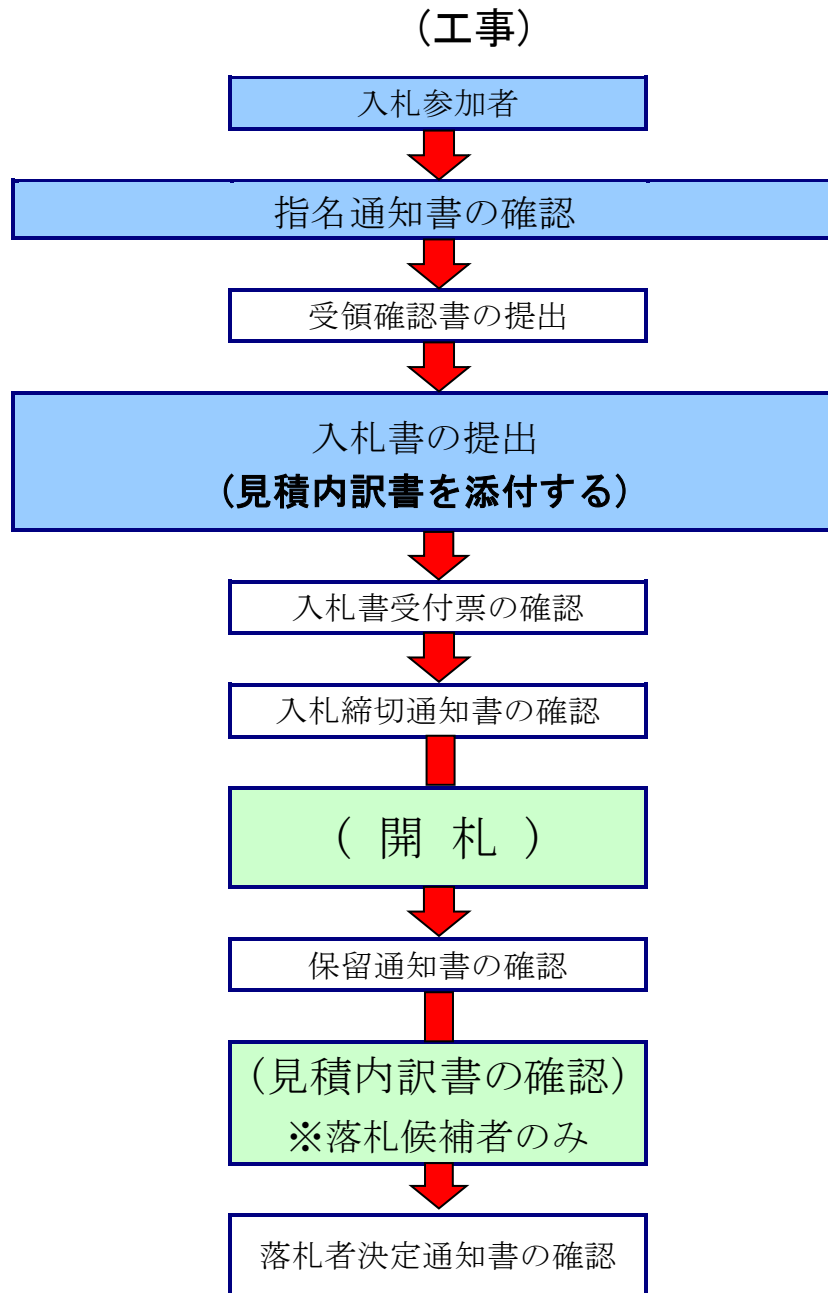 （工事）
入札参加者
指名通知書の確認
受領確認書の提出
入札書の提出
（見積内訳書を添付する）
入札書受付票の確認
入札締切通知書の確認
（ 開 札 ）
保留通知書の確認
（見積内訳書の確認）
※落札候補者のみ
落札者決定通知書の確認